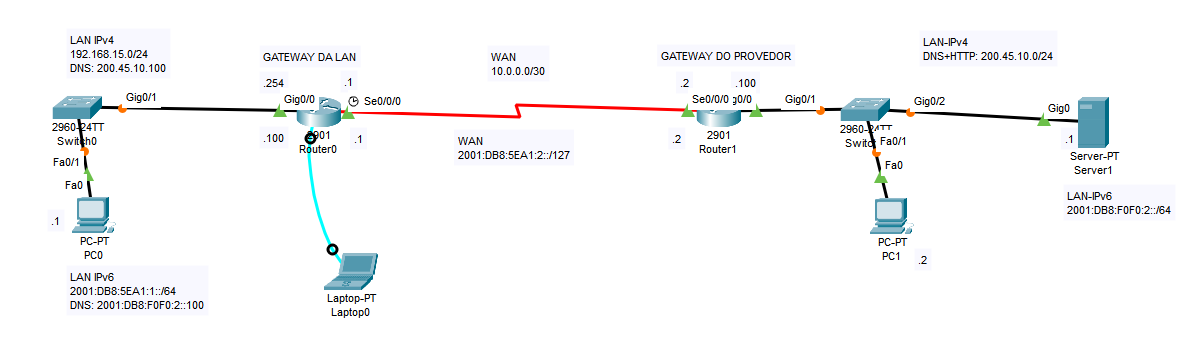 LAN IPv4
192.168.15.0/24
DNS: 200.45.10.100
GATEWAY DA LAN
WAN
10.0.0.0/30
GATEWAY DO PROVEDOR
LAN-IPv4
DNS+HTTP: 200.45.10.0/24
.254
.1
.2
.100
Gig0/1
Gig0/0
Se0/0/0
Se0/0/0
g0/0
Gig0/1
Gig0/2
Gig0
2960-24TT
Switch0
.100
2901
Router0
.1
WAN
2001:DB8:5EA1:2::/127
.2
2901
Router1
2960-24TT
Switc
Fa0/1
.1
Server-PT
Server1
Fa0/1
Fa0
Fa0
LAN-IPv6
2001:DB8:F0F0:2::/64
.1
PC-PT
PC0
PC-PT
PC1
.2
LAN IPv6
2001:DB8:5EA1:1::/64
DNS: 2001:DB8:F0F0:2::100
Laptop-PT
Laptop0